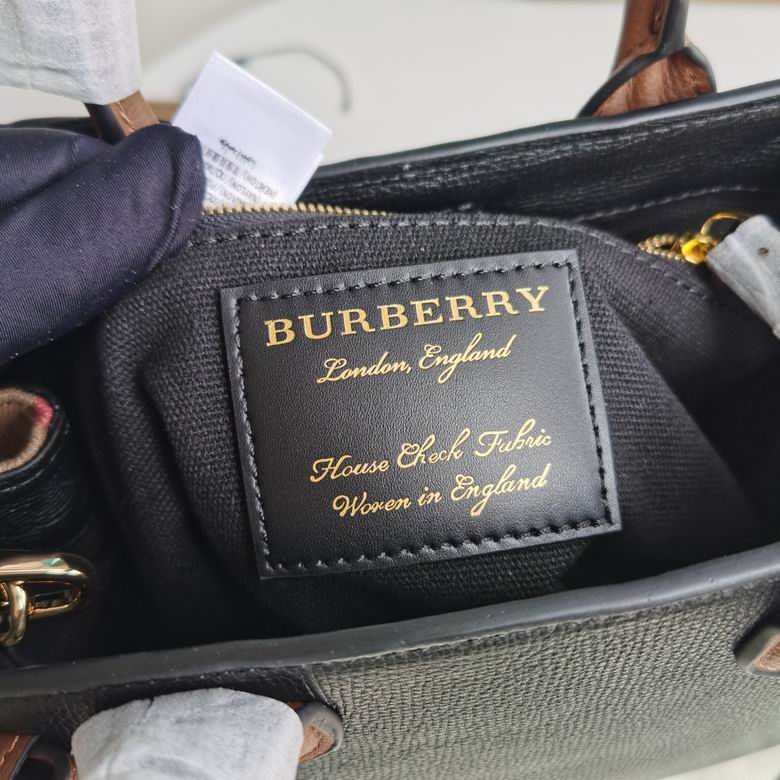 BURBERRY
London, England
House Check Fabric
Woven in England